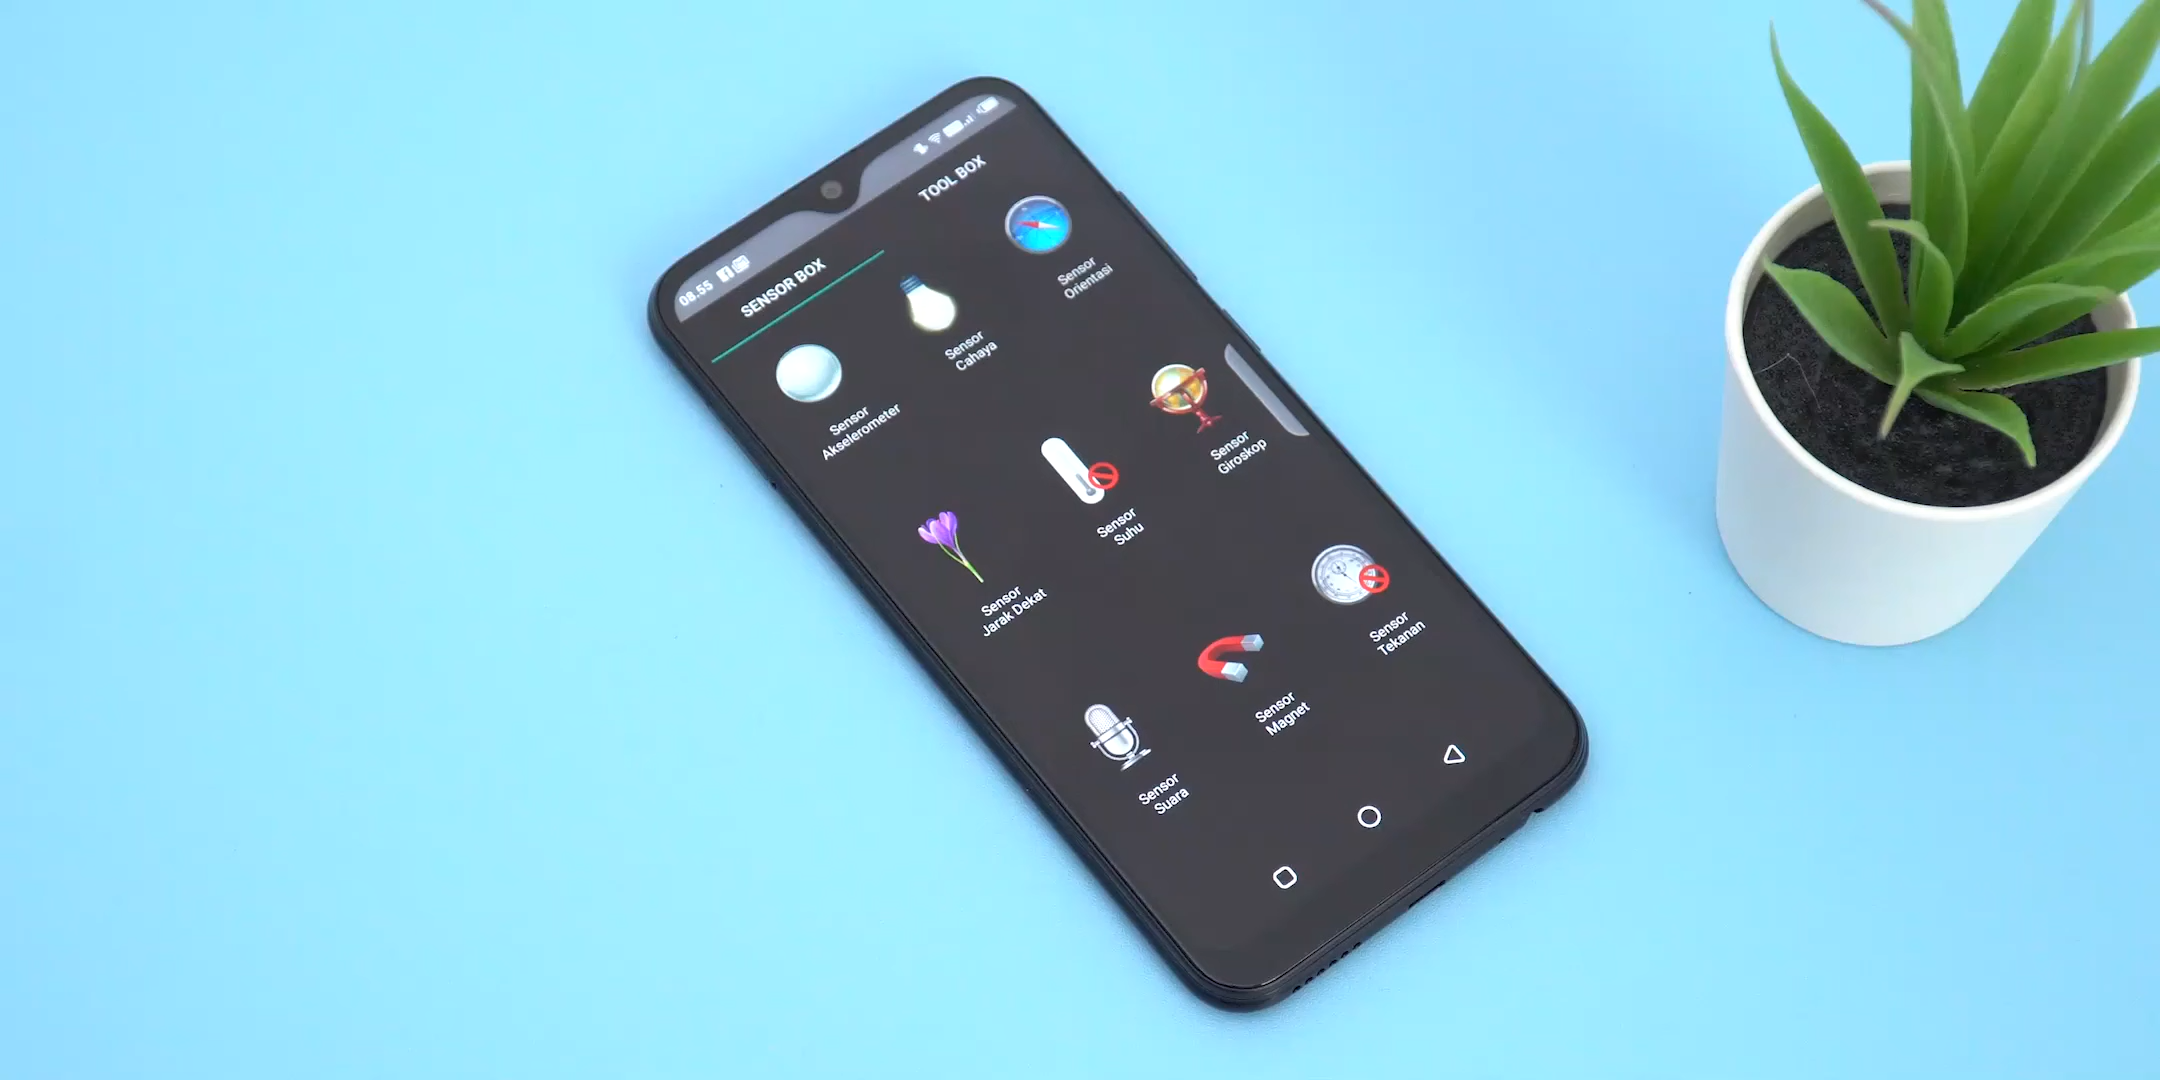 08.55
SENSOR BOX
TOOL BOX
Sensor
Akselerometer
Sensor
Cahaya
Sensor
Orientasi
Sensor
Jarak Dekat
Sensor
Suhu
Sensor
Giroskop
Sensor
Suara
Sensor
Magnet
Sensor
Tekanan